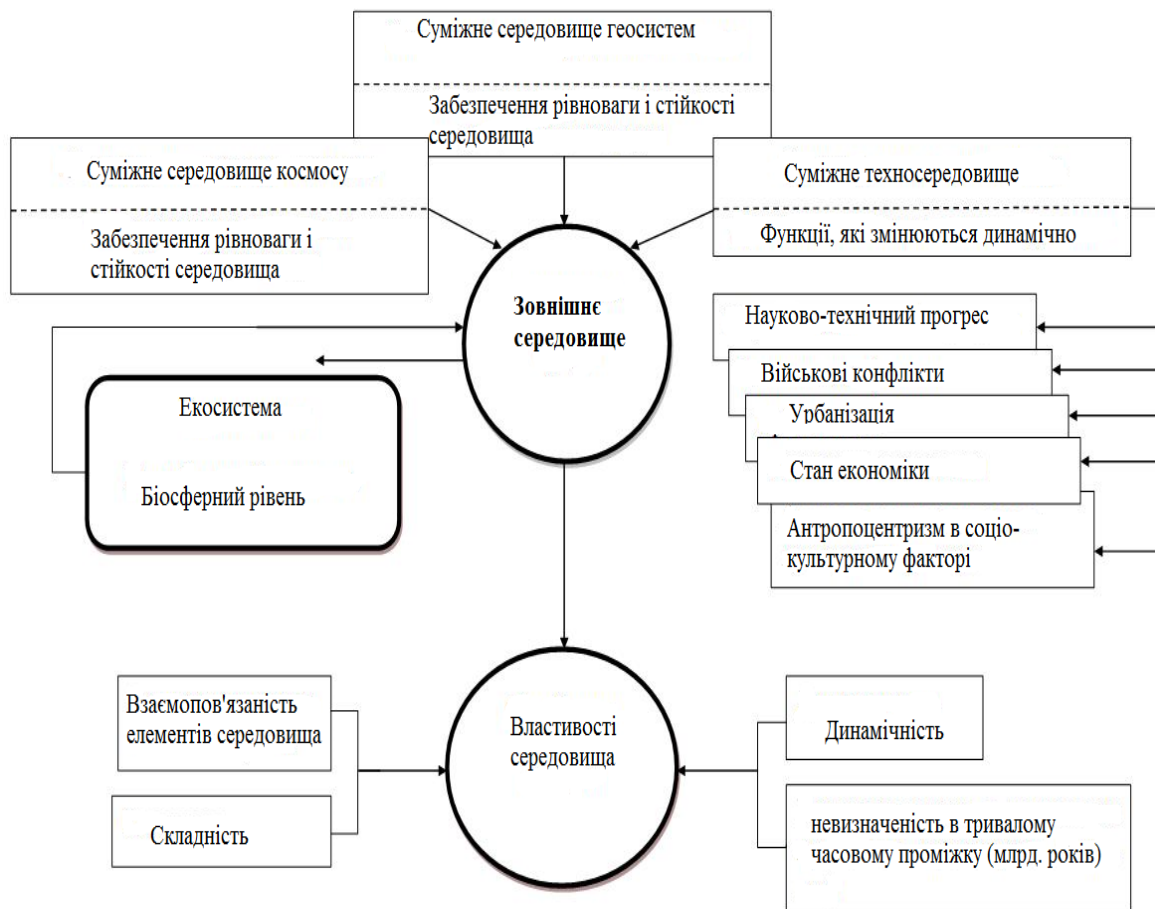 Суміжне середовище геосистем
Забезпечення рівноваги і стійкості
середовища
Суміжне середовище космосу
Забезпечення рівноваги і
стійкості середовища
Суміжне техносередовище
Функції, які змінюються динамічно
Зовнішнє
середовище
Науково-технічний прогрес
Військові конфлікти
Урбанізація
Стан економіки
Антропоцентризм в соціо-
культурному факторі
Екосистема
Біосферний рівень
Взаємопов'язаність
елементів середовища
Складність
Властивості
середовища
Динамічність
невизначеність в тривалому
часовому проміжку (млрд. років)